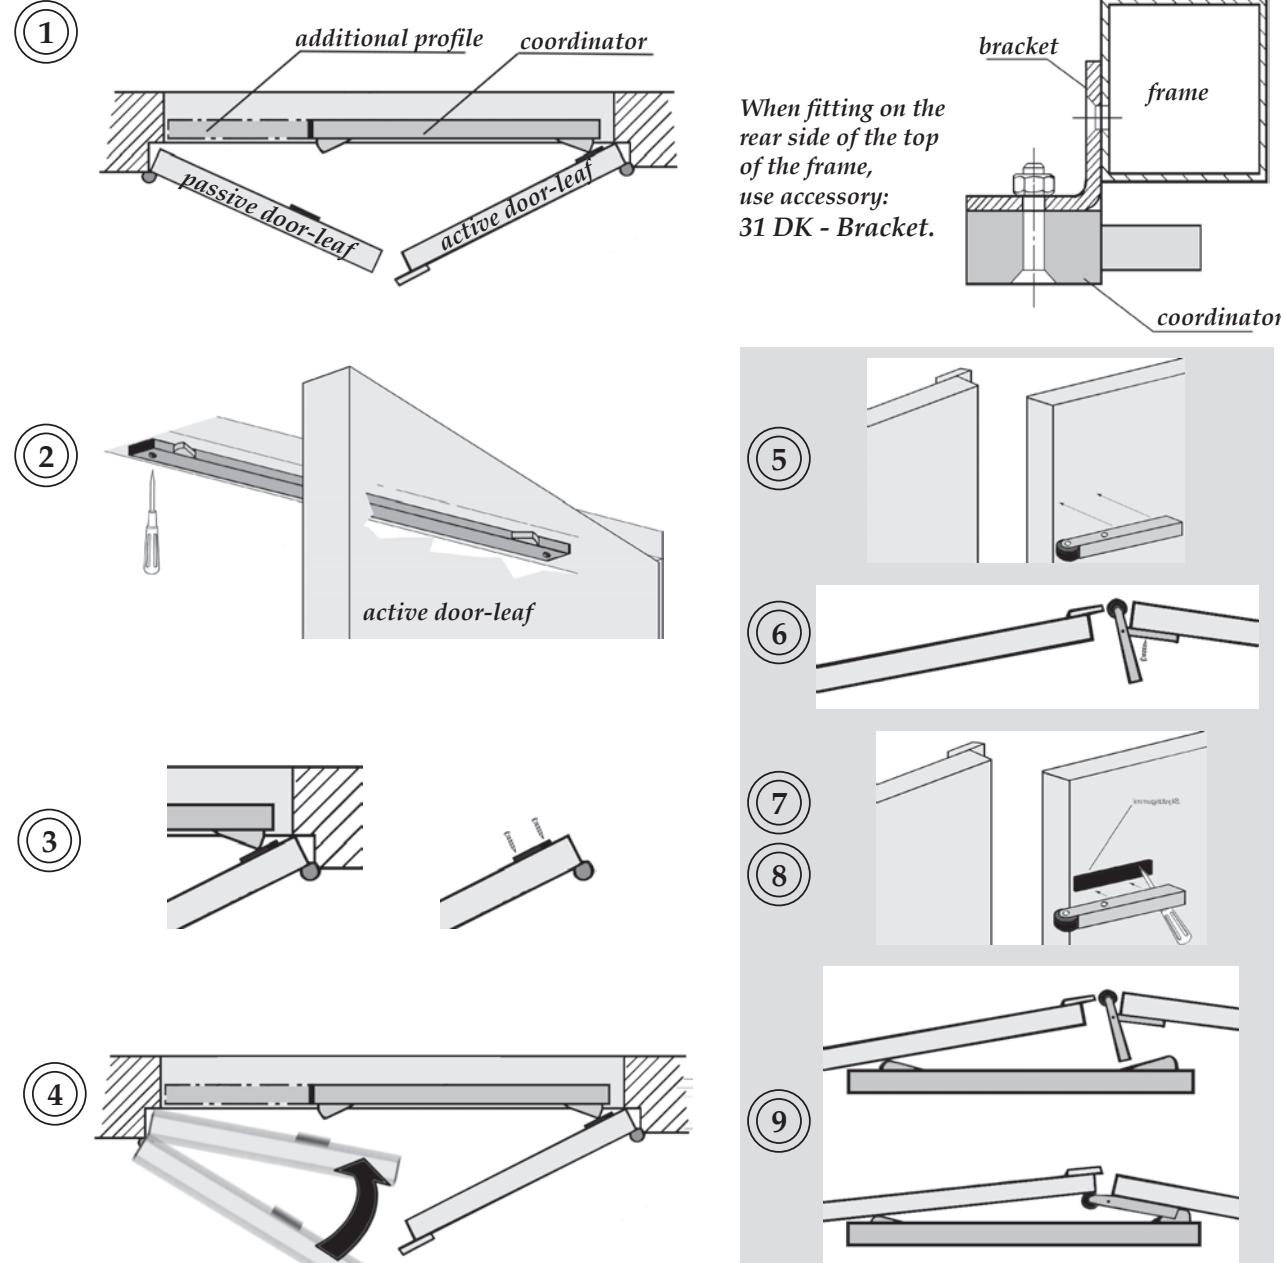 1
additional profile
coordinator
passive door-leaf
active door-leaf
When fitting on the
rear side of the top
of the frame,
use accessory:
31 DK - Bracket.
bracket
frame
coordinator
2
active door-leaf
3
4
5
6
7
8
9